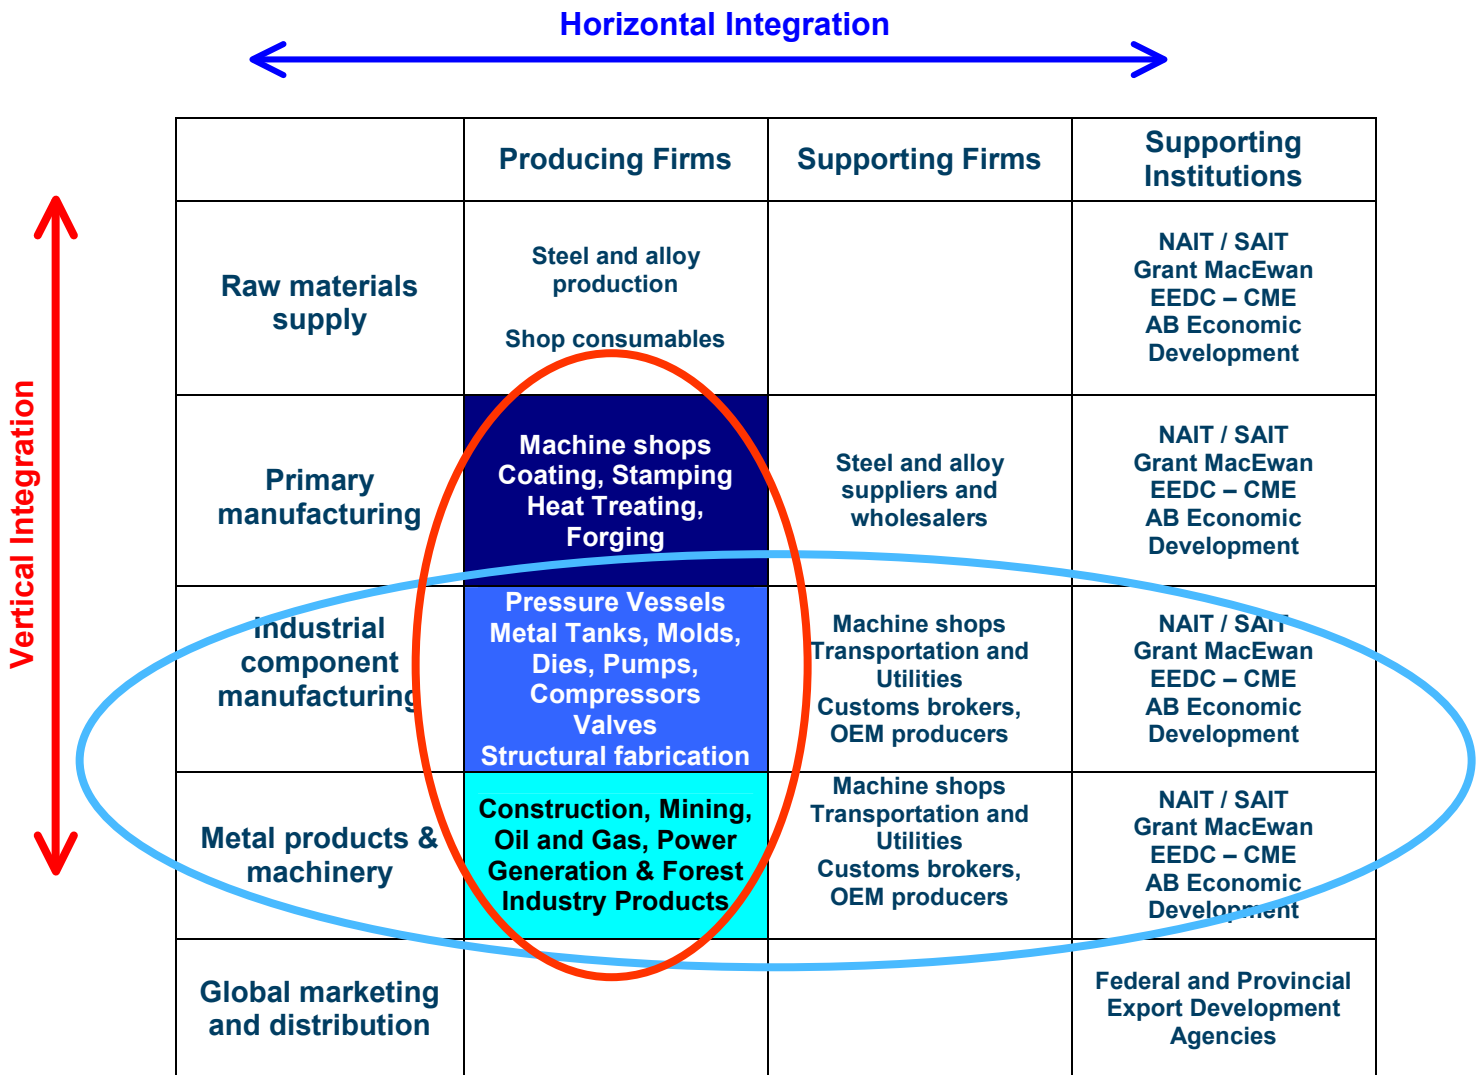 Horizontal Integration
Vertical Integration
Producing Firms
Supporting Firms
Supporting
Institutions
Raw materials
supply
Steel and alloy
production
Shop consumables
NAIT / SAIT
Grant MacEwan
EEDC – CME
AB Economic
Development
Primary
manufacturing
Machine shops
Coating, Stamping
Heat Treating,
Forging
Steel and alloy
suppliers and
wholesalers
NAIT / SAIT
Grant MacEwan
EEDC – CME
AB Economic
Development
Industrial
component
manufacturing
Pressure Vessels
Metal Tanks, Molds,
Dies, Pumps,
Compressors
Valves
Structural fabrication
Machine shops
Transportation and
Utilities
Customs brokers,
OEM producers
NAIT / SAIT
Grant MacEwan
EEDC – CME
AB Economic
Development
Metal products &
machinery
Construction, Mining,
Oil and Gas, Power
Generation & Forest
Industry Products
Machine shops
Transportation and
Utilities
Customs brokers,
OEM producers
NAIT / SAIT
Grant MacEwan
EEDC – CME
AB Economic
Development
Global marketing
and distribution
Federal and Provincial
Export Development
Agencies